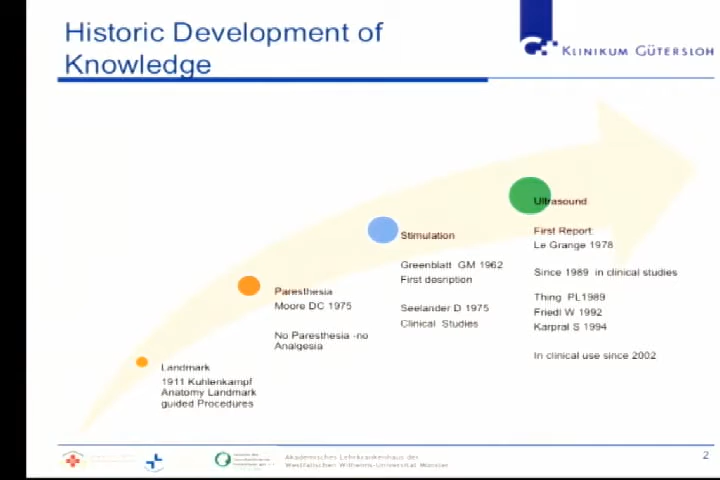 Historic Development of
Knowledge
KLINIKUM GÜTERSLOH
Ultrasound
First Report:
Le Grange 1978
Since 1989 in clinical studies
Thing PL1989
Friedl W 1992
Karpral S 1994
In clinical use since 2002
Stimulation
Greenblatt GM 1962
First desription
Seelander D 1975
Clinical Studies
Paresthesia
Moore DC 1975
No Paresthesia -no
Analgesia
Landmark
1911 Kuhlenkampf
Anatomy Landmark
guided Procedures
Akademisches Lehrkrankenhaus der
Westfälischen Wilhelms-Universität Münster
2